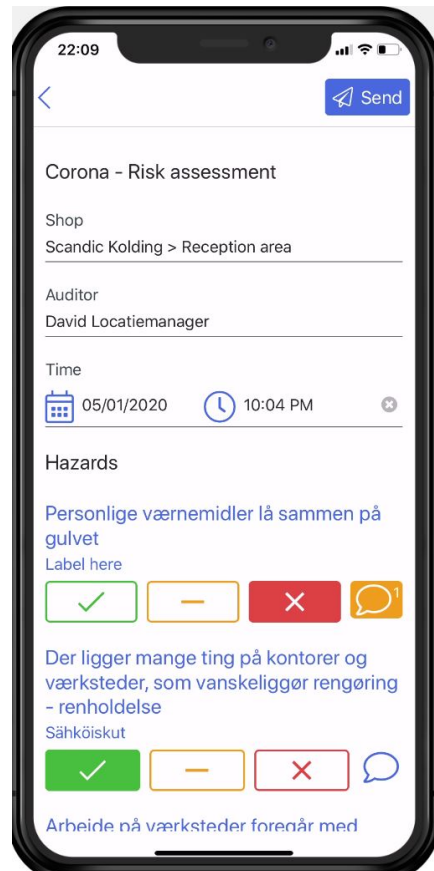 22:09
Send
Corona - Risk assessment
Shop
Scandic Kolding > Reception area
Auditor
David Locatiemanager
Time
05/01/2020 10:04 PM
Hazards
Personlige værnemidler lå sammen på
gulvet
Label here
1
Der ligger mange ting på kontorer og
værksteder, som vanskeliggør rengøring
- renholdelse
Sähköiskut
Arbejde på værksteder foregår med